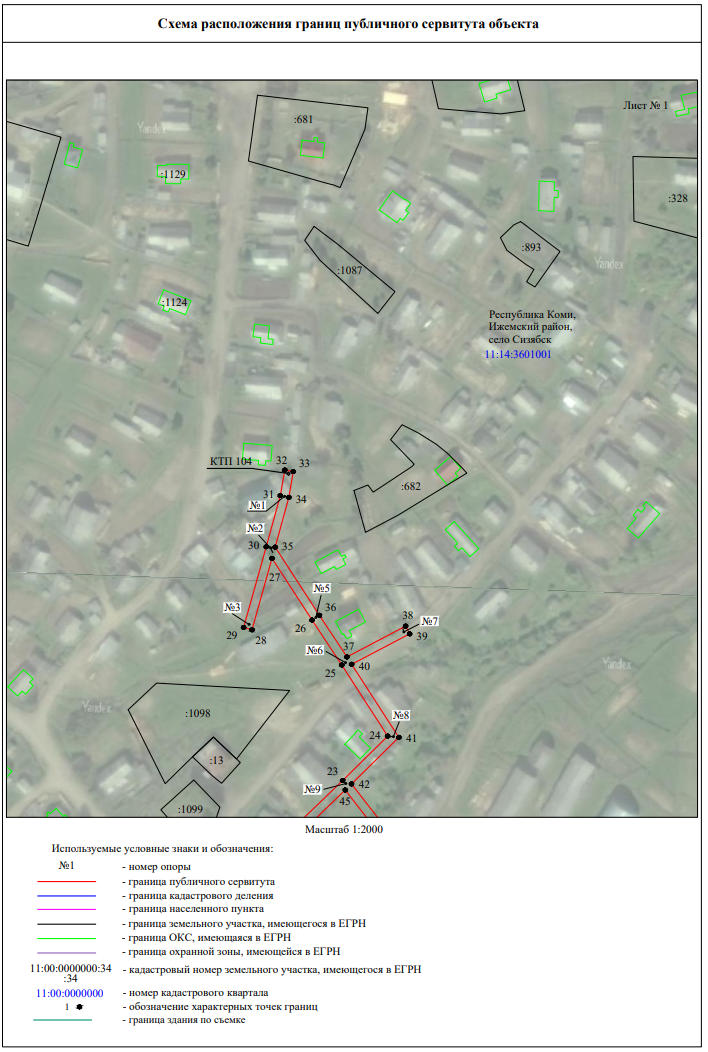 Схема расположения границ публичного сервитута объекта
Лист № 1
:681
Yandex
:1129
:328
:893
Yandex
:1087
:1124
Республика Коми,
Ижемский район,
село Сизябск
11:14:3601001
КТП 104
32
33
31
34
№1
:682
№2
30
35
27
№5
№3
36
26
29
28
38
№7
39
37
№6
40
25
Yandex
Yandex
:1098
№8
24
41
:13
23
42
№9
45
:1099
Масштаб 1:2000
Используемые условные знаки и обозначения:
№1 - номер опоры
- граница публичного сервитута
- граница кадастрового деления
- граница населенного пункта
- граница земельного участка, имеющегося в ЕГРН
- граница ОКС, имеющаяся в ЕГРН
- граница охранной зоны, имеющейся в ЕГРН
11:00:0000000:34
:34
- кадастровый номер земельного участка, имеющегося в ЕГРН
11:00:0000000 - номер кадастрового квартала
1 - обозначение характерных точек границ
- граница здания по съемке